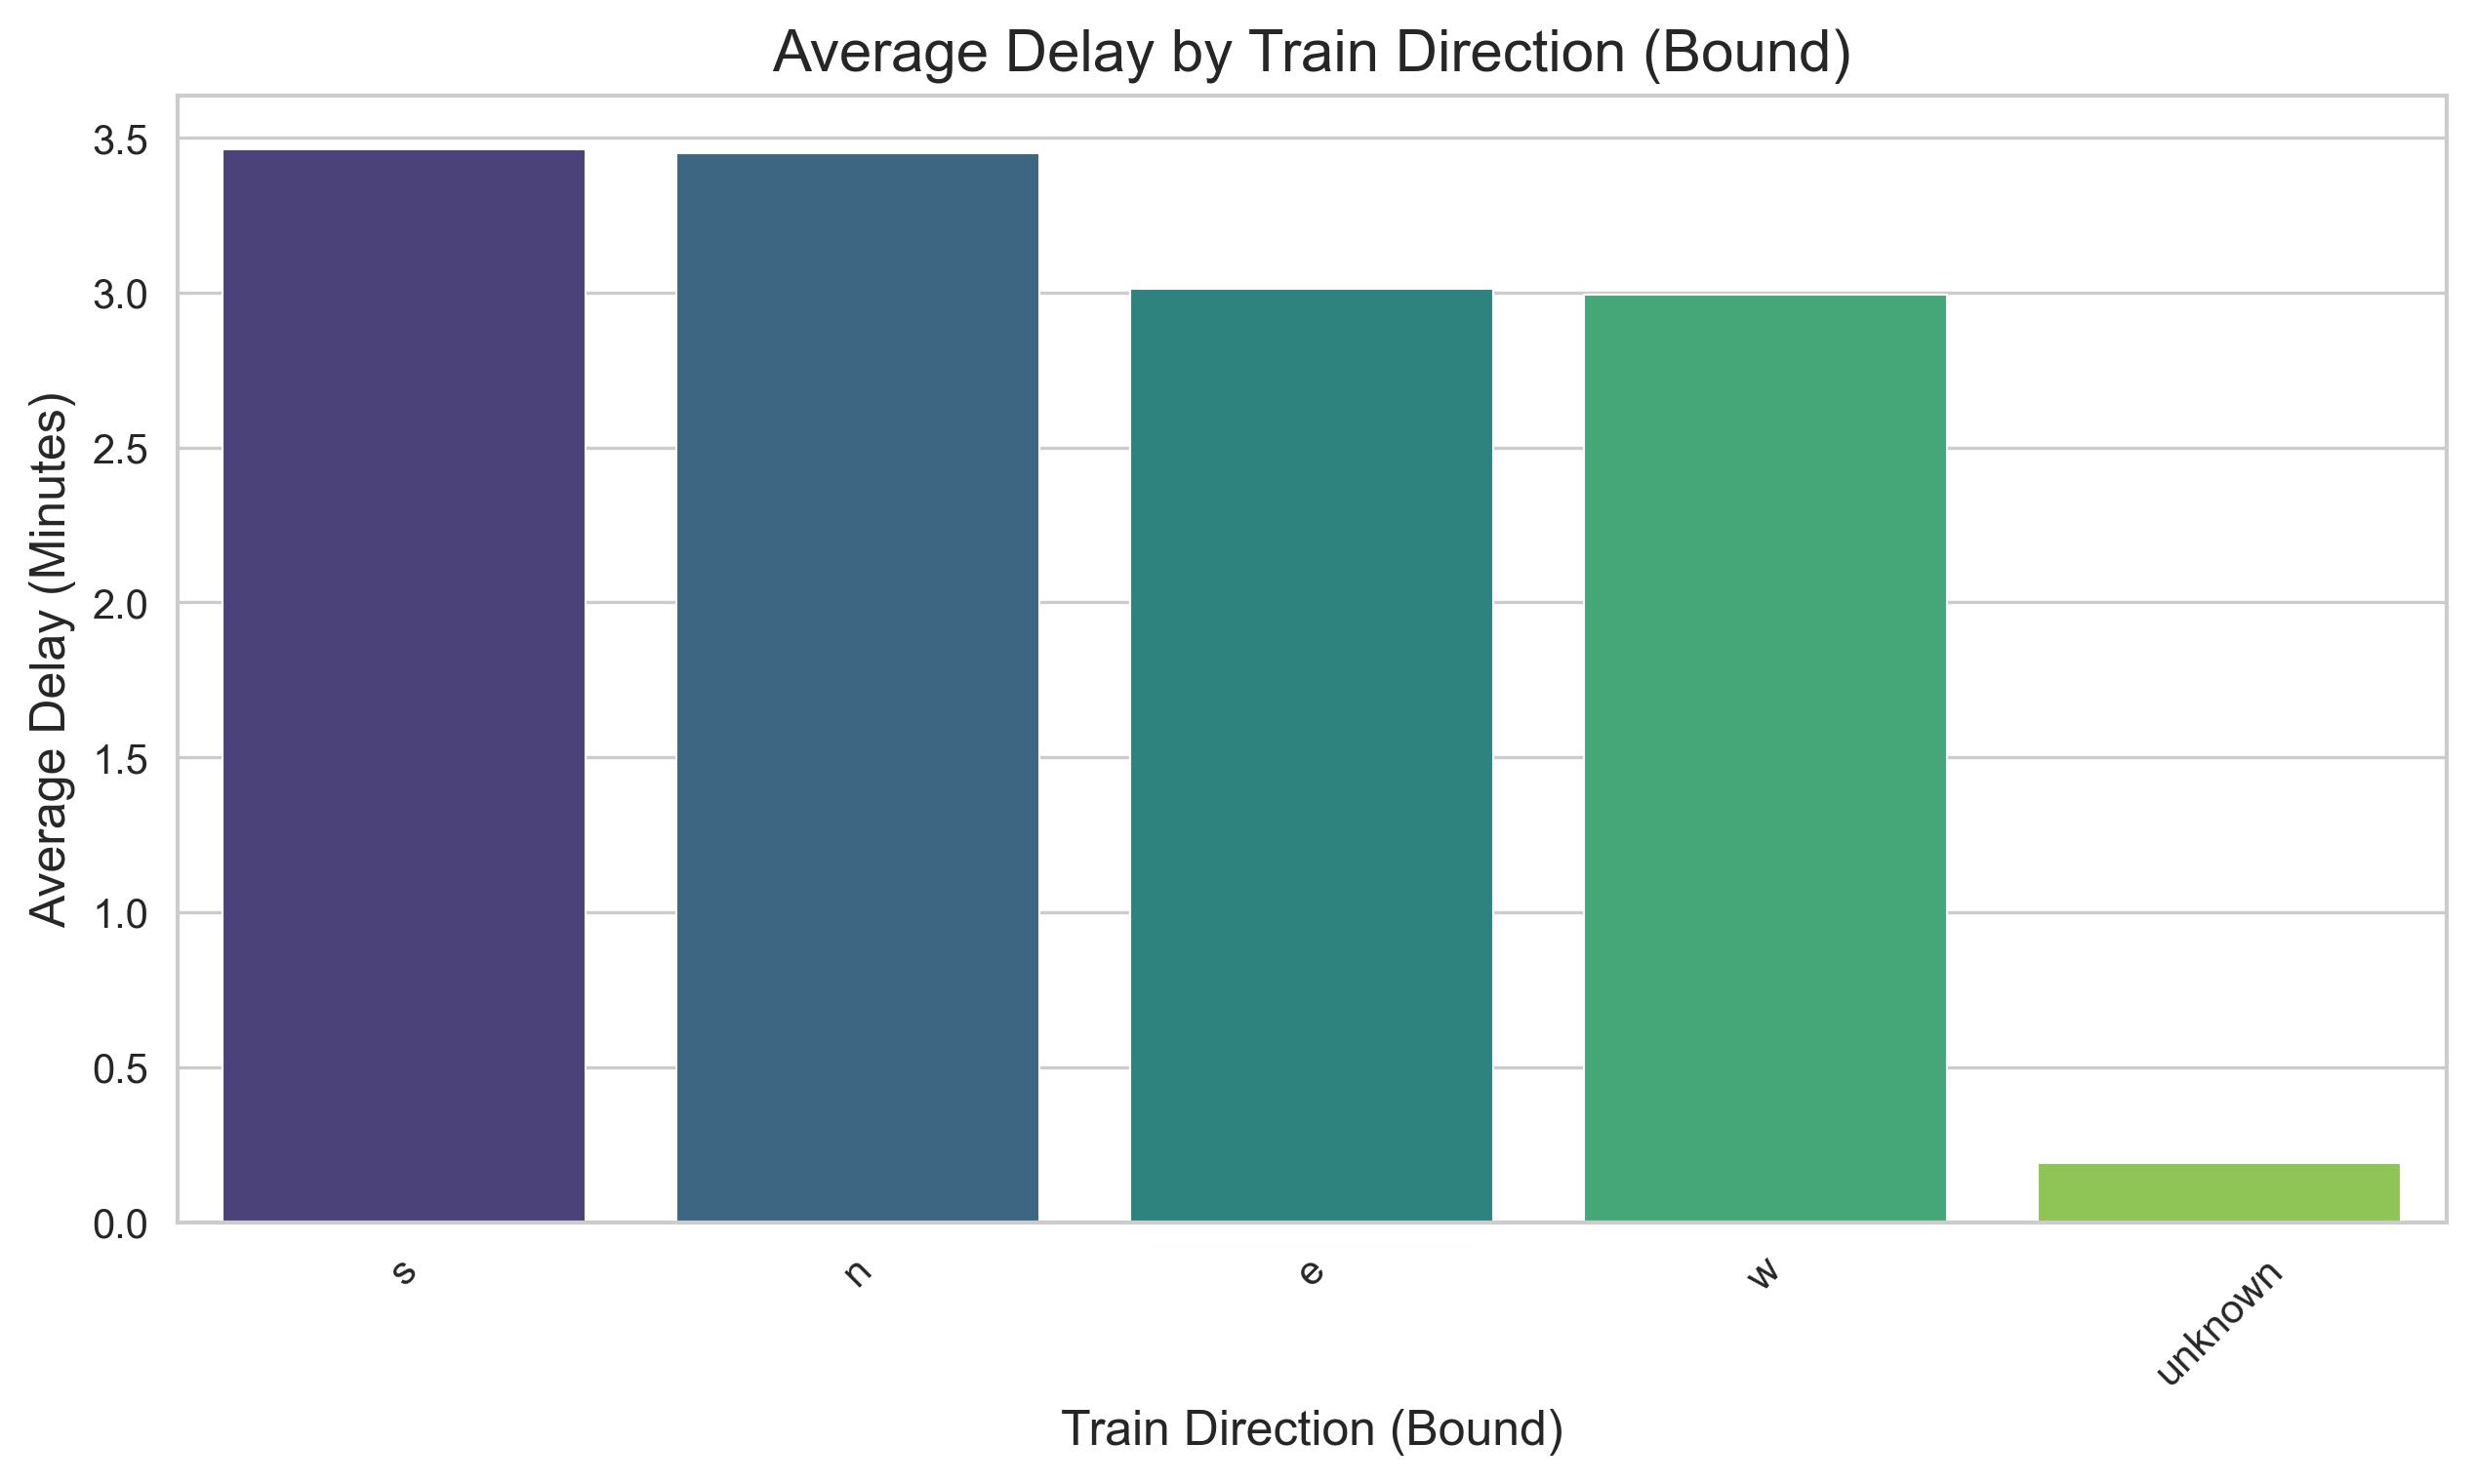 Average Delay by Train Direction (Bound)
Average Delay (Minutes)
3.5
3.0
2.5
2.0
1.5
1.0
0.5
0.0
s
n
e
w
unknown
Train Direction (Bound)